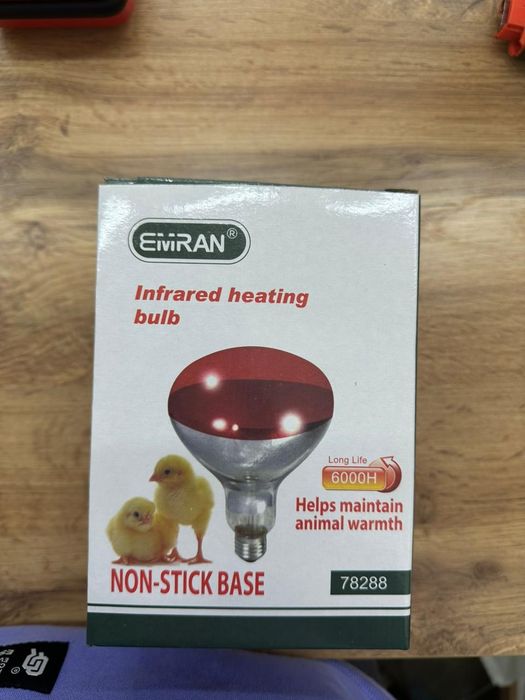 EMRAN®
Infrared heating
bulb
Long Life
6000H
Helps maintain
animal warmth
NON-STICK BASE
78288